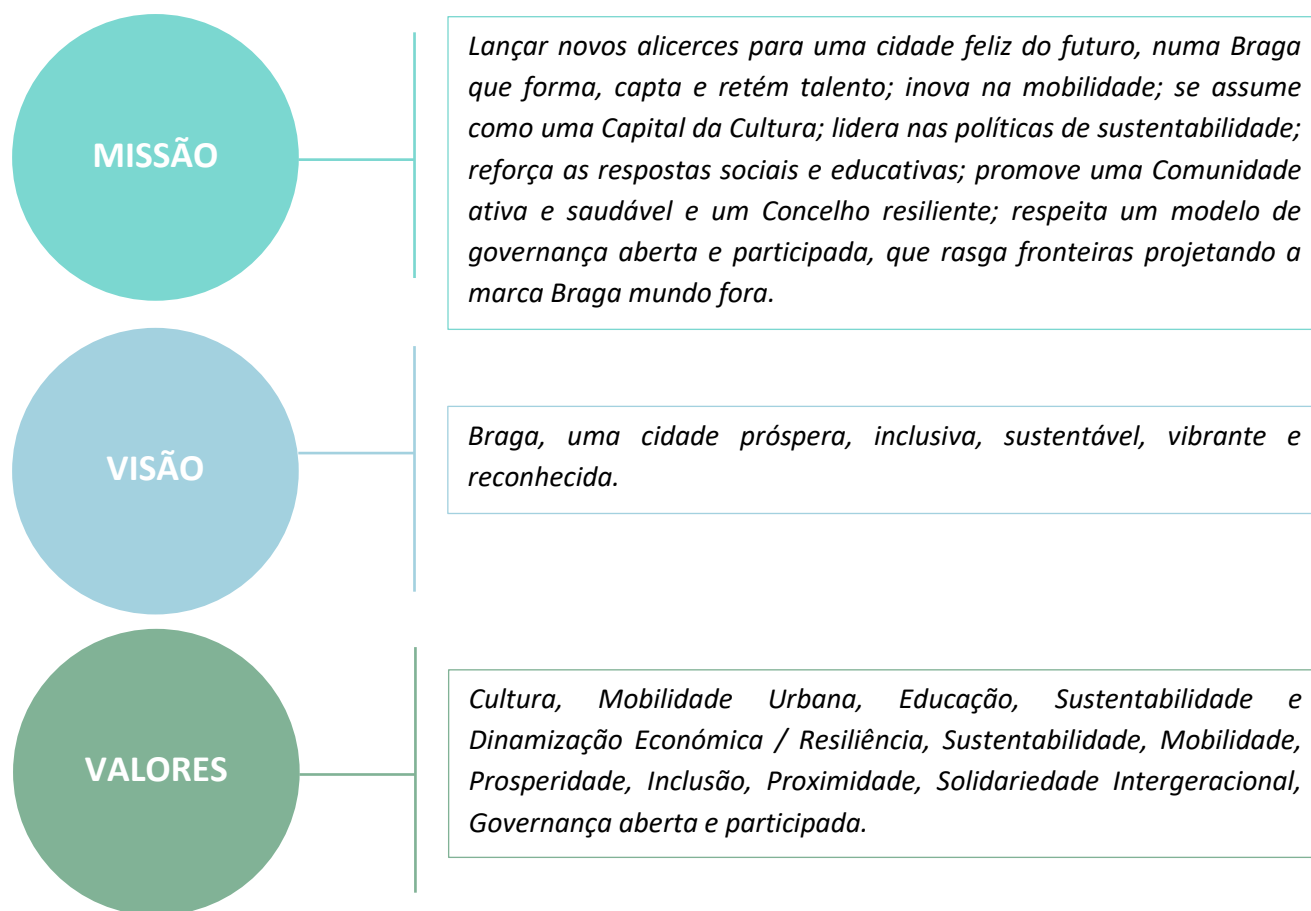 MISSÃO
Lançar novos alicerces para uma cidade feliz do futuro, numa Braga
que forma, capta e retém talento; inova na mobilidade; se assume
como uma Capital da Cultura; lidera nas políticas de sustentabilidade;
reforça as respostas sociais e educativas; promove uma Comunidade
ativa e saudável e um Concelho resiliente; respeita um modelo de
governança aberta e participada, que rasga fronteiras projetando a
marca Braga mundo fora.
VISÃO
Braga, uma cidade próspera, inclusiva, sustentável, vibrante e
reconhecida.
VALORES
Cultura, Mobilidade Urbana, Educação, Sustentabilidade e
Dinamização Económica / Resiliência, Sustentabilidade, Mobilidade,
Prosperidade, Inclusão, Proximidade, Solidariedade Intergeracional,
Governança aberta e participada.